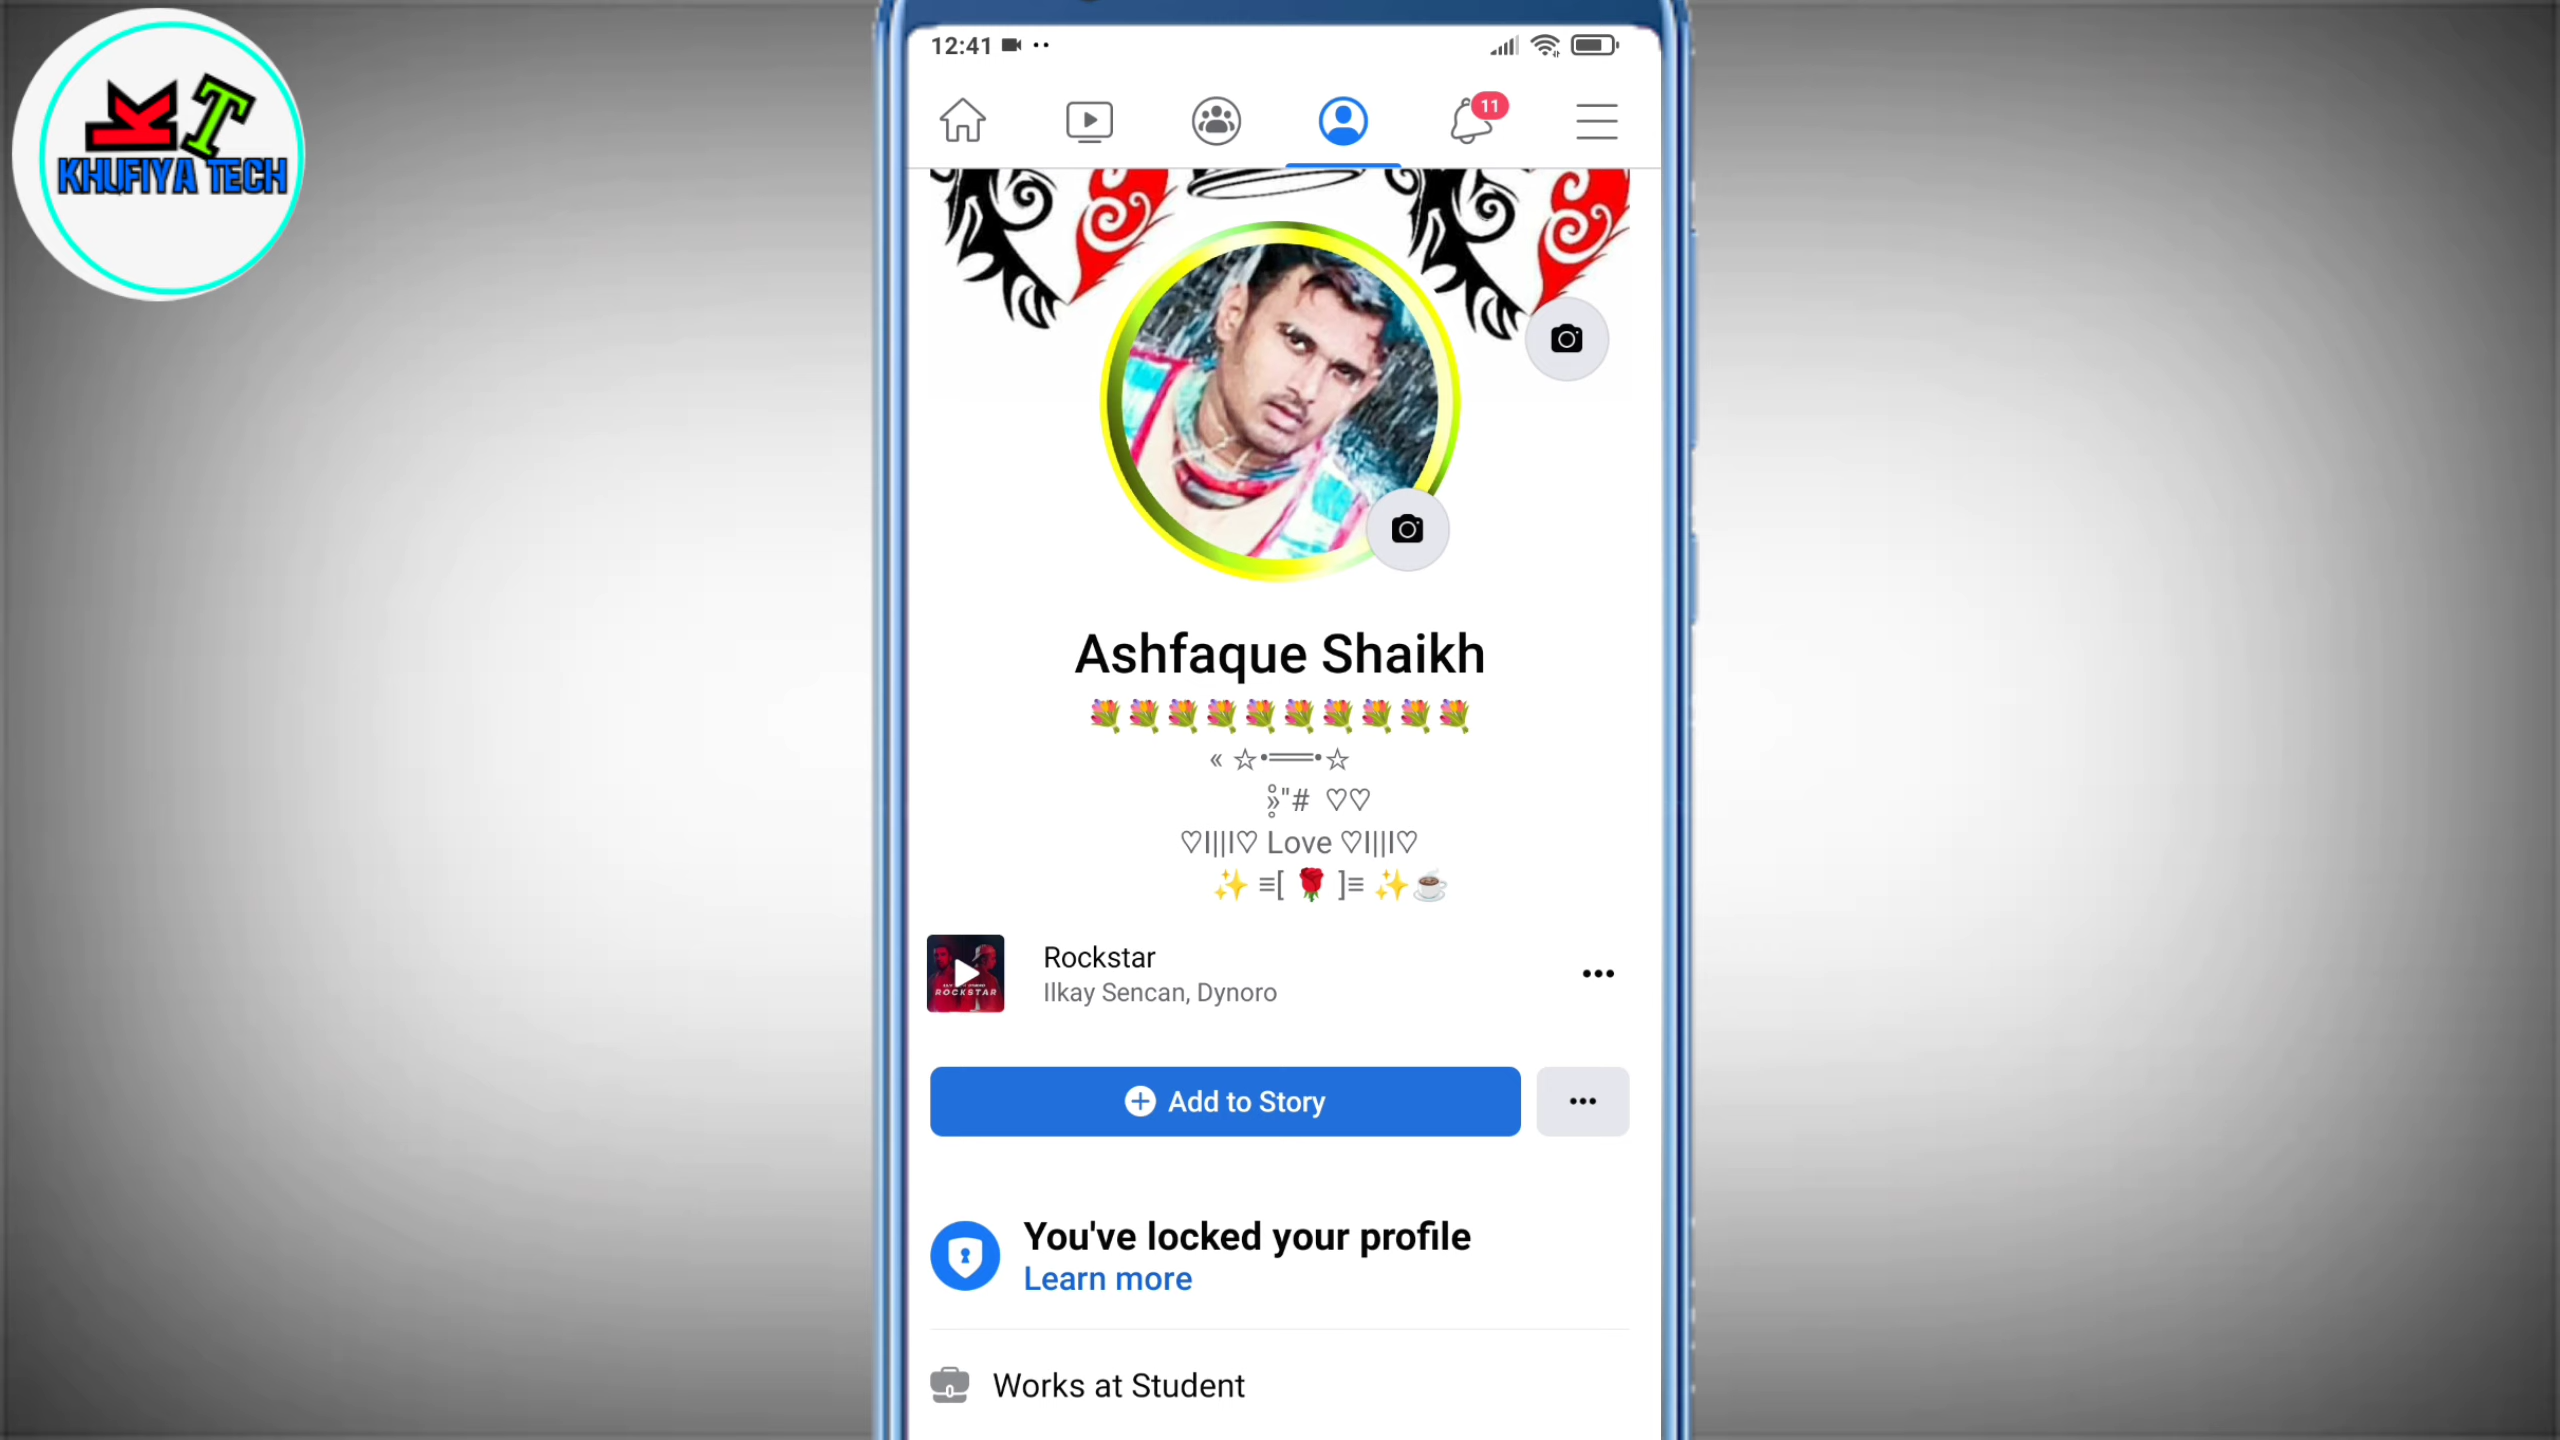 KT
KHUFIYA TECH
12:41
11
Ashfaque Shaikh
💐💐💐💐💐💐💐💐💐💐
« ☆•═══•☆
»̥̊"# ♡♡
♡I||I♡ Love ♡I||I♡
✨ ≡[ 🌹 ]≡ ✨☕
ROCKSTAR
Rockstar
Ilkay Sencan, Dynoro
Add to Story
You've locked your profile
Learn more
Works at Student